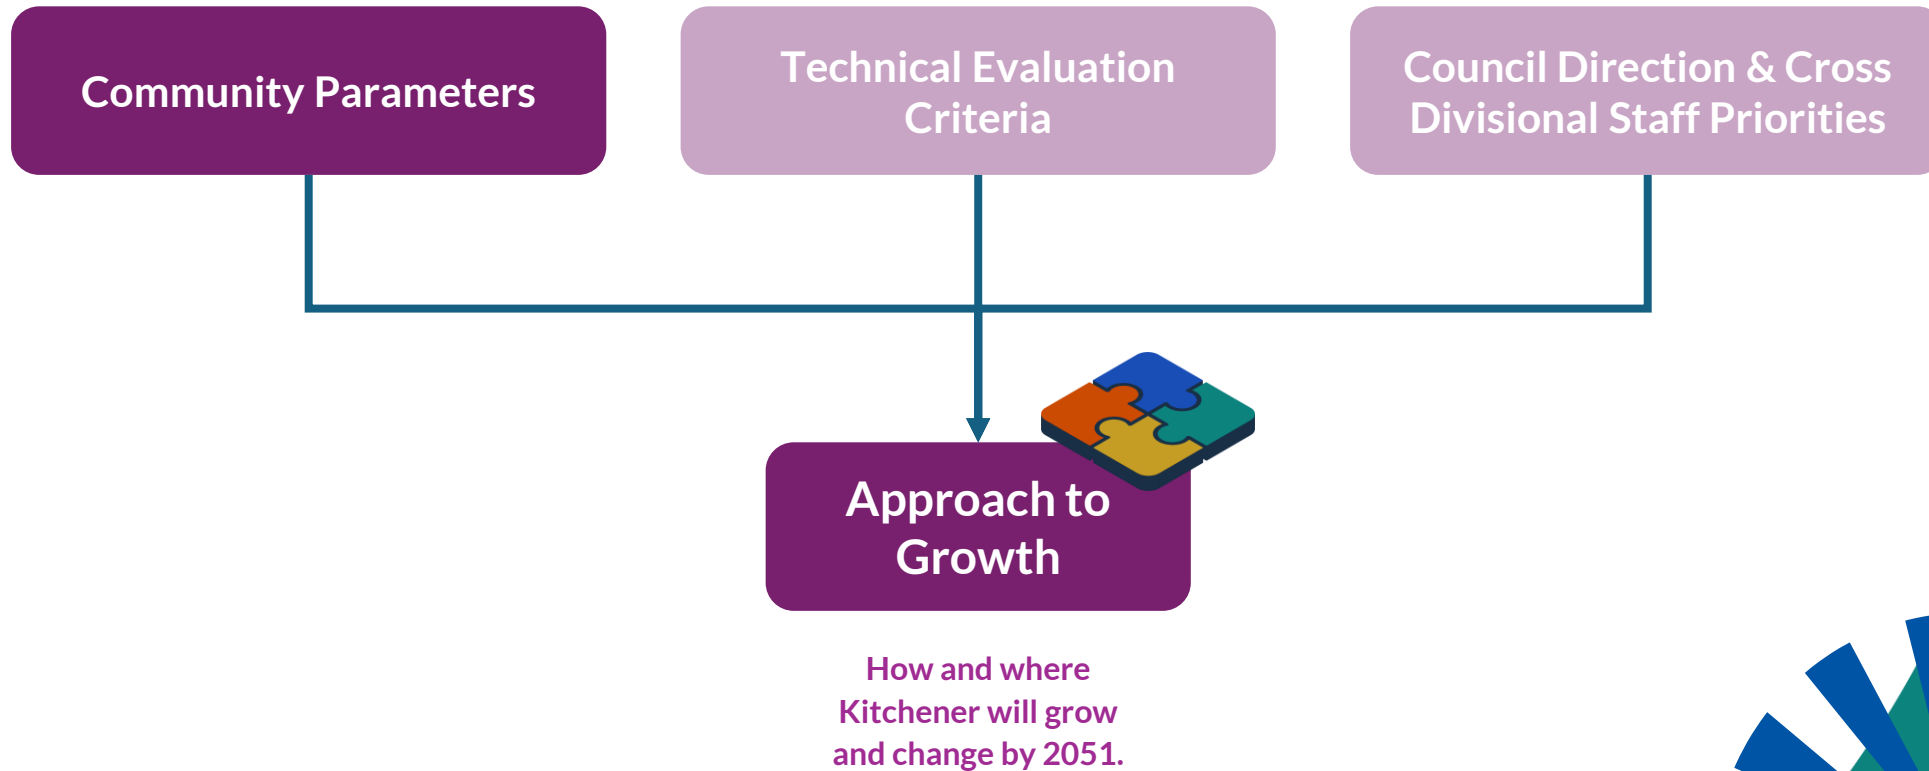 Community Parameters
Technical Evaluation
Criteria
Council Direction & Cross
Divisional Staff Priorities
Approach to
Growth
How and where
Kitchener will grow
and change by 2051.